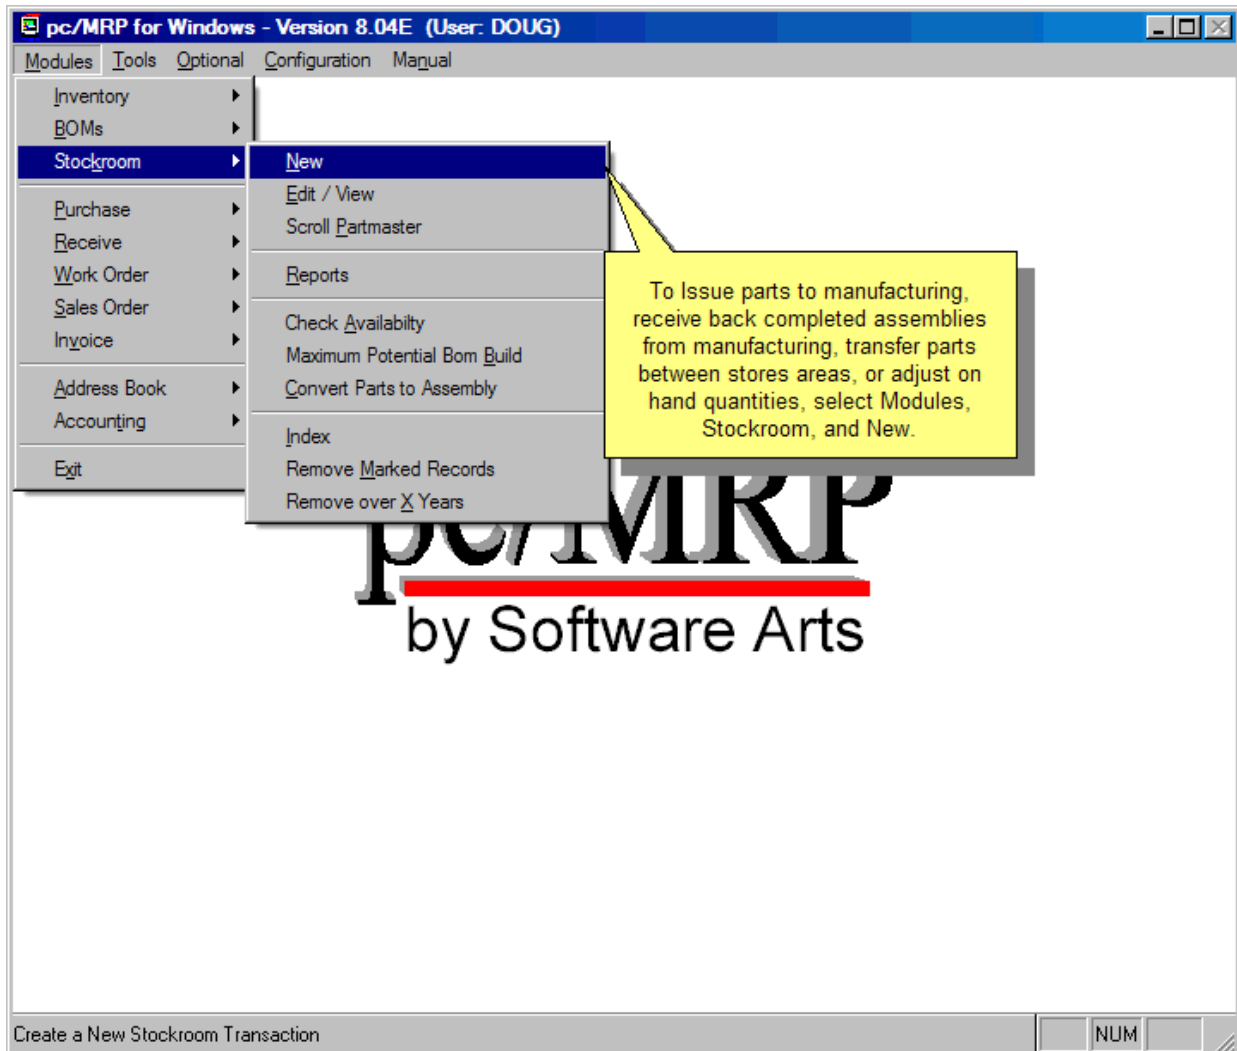 pc/MRP for Windows - Version 8.04E (User: DOUG)
Modules Tools Optional Configuration Manual
Inventory
BOMs
Stockroom
Purchase
Receive
Work Order
Sales Order
Invoice
Address Book
Accounting
Exit
New
Edit / View
Scroll Partmaster
Reports
Check Availabilty
Maximum Potential Bom Build
Convert Parts to Assembly
Index
Remove Marked Records
Remove over X Years
To Issue parts to manufacturing,
receive back completed assemblies
from manufacturing, transfer parts
between stores areas, or adjust on
hand quantities, select Modules,
Stockroom, and New.
pc/MRP
by Software Arts
Create a New Stockroom Transaction NUM